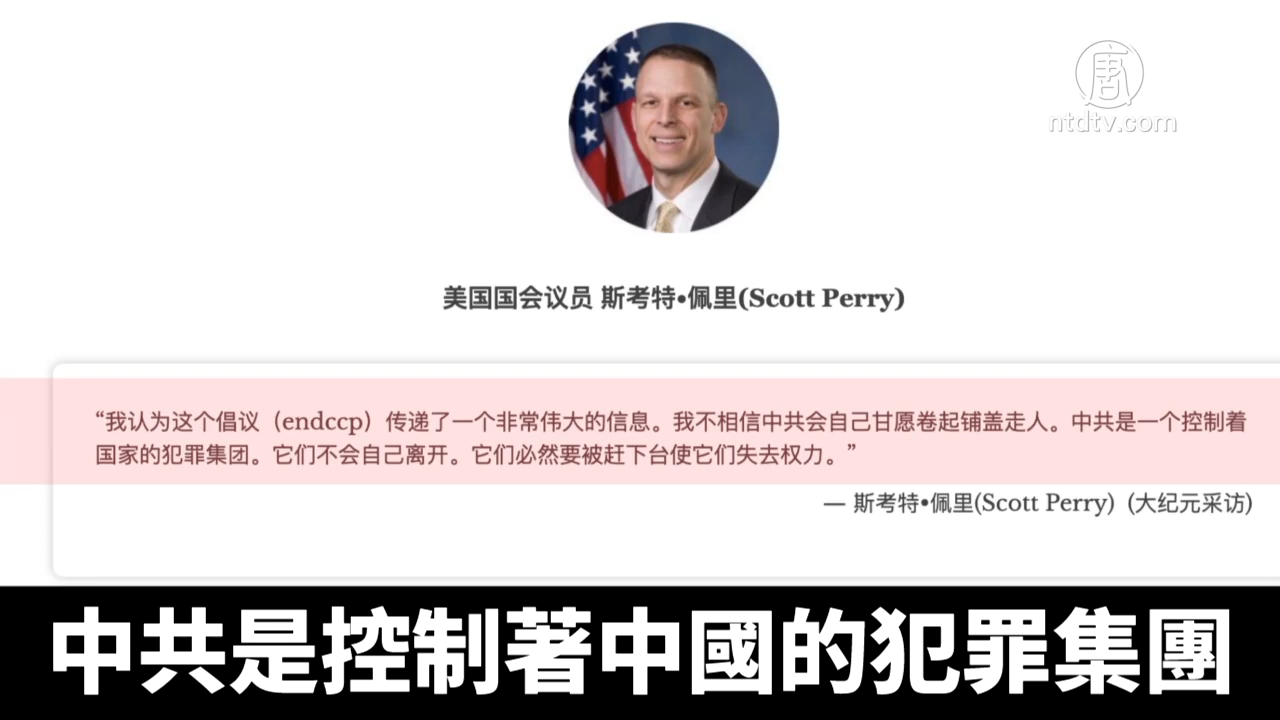 唐
ntdtv.com
美国国会议员 斯考特•佩里(Scott Perry)
“我认为这个倡议（endccp）传递了一个非常伟大的信息。我不相信中共会自己甘愿卷起铺盖走人。中共是一个控制着
国家的犯罪集团。它们不会自己离开。它们必然要被赶下台使它们失去权力。”
— 斯考特•佩里(Scott Perry)（大纪元采访)
中共是控制著中國的犯罪集團